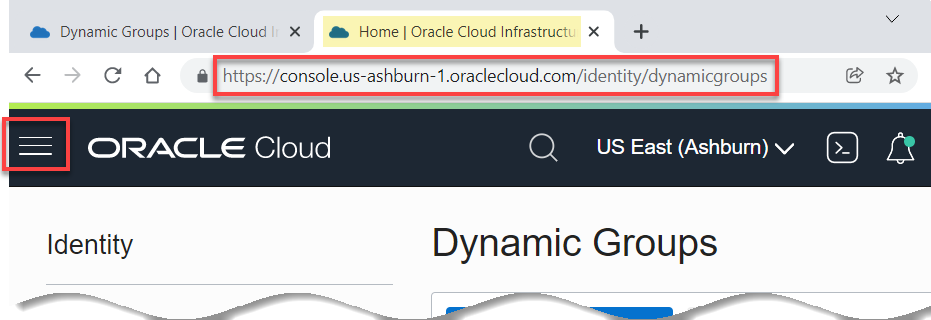 Dynamic Groups | Oracle Cloud In
Home | Oracle Cloud Infrastructu
https://console.us-ashburn-1.oraclecloud.com/identity/dynamicgroups
ORACLE Cloud
US East (Ashburn)
Identity
Dynamic Groups